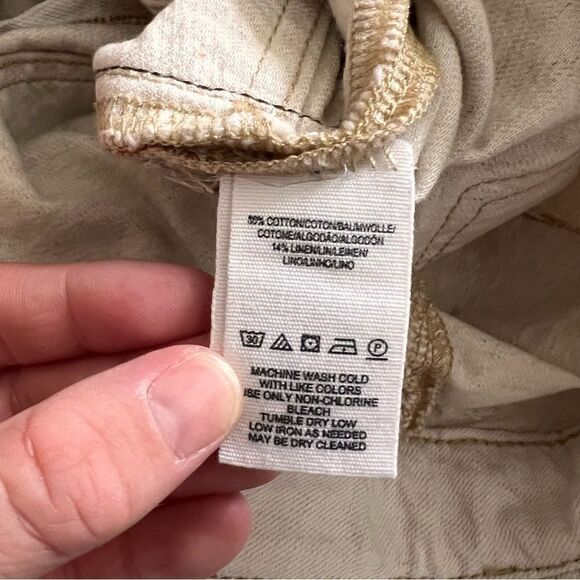 86% COTTON/COTON/BAUMWOLLE/
COTONE/ALGODÃO/ALGODÓN
14% LINEN/LIN/LEINEN/
LINO/LINHO/LINO
30 P
MACHINE WASH COLD
WITH LIKE COLORS
USE ONLY NON-CHLORINE
BLEACH
TUMBLE DRY LOW
LOW IRON AS NEEDED
MAY BE DRY CLEANED